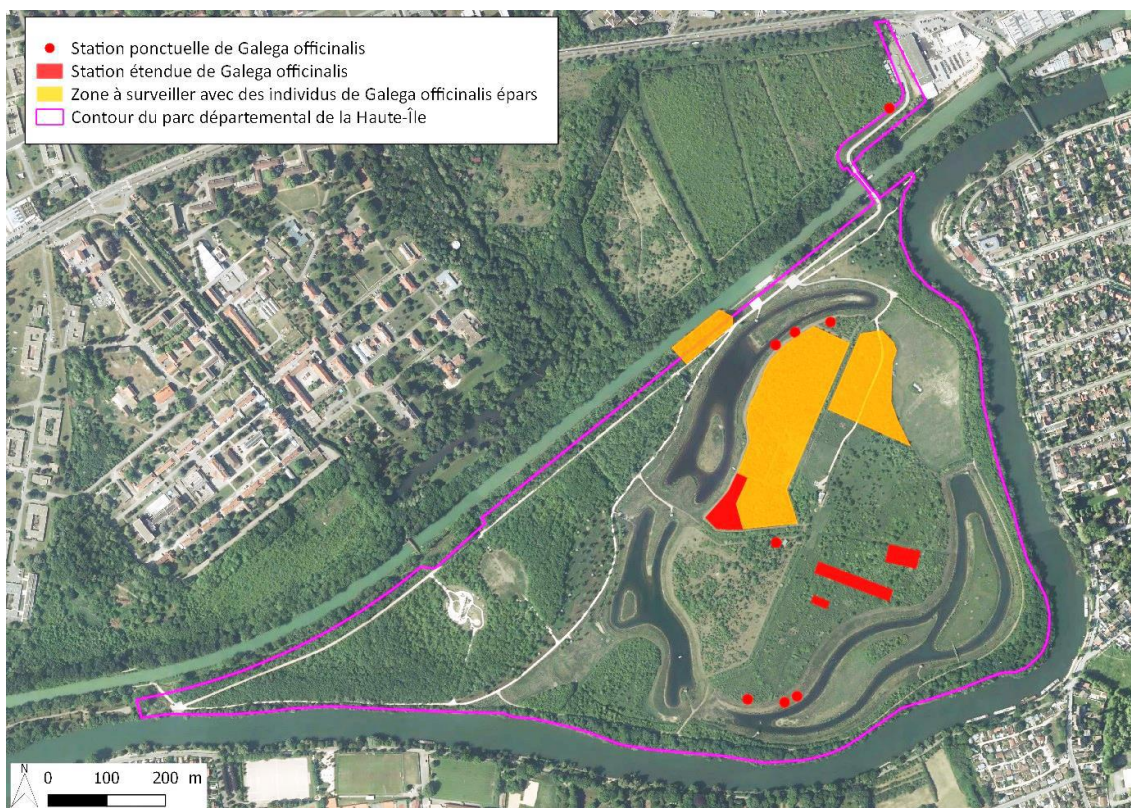 Station ponctuelle de Galega officinalis
Station étendue de Galega officinalis
Zone à surveiller avec des individus de Galega officinalis épars
Contour du parc départemental de la Haute-Île
N
0 100 200 m